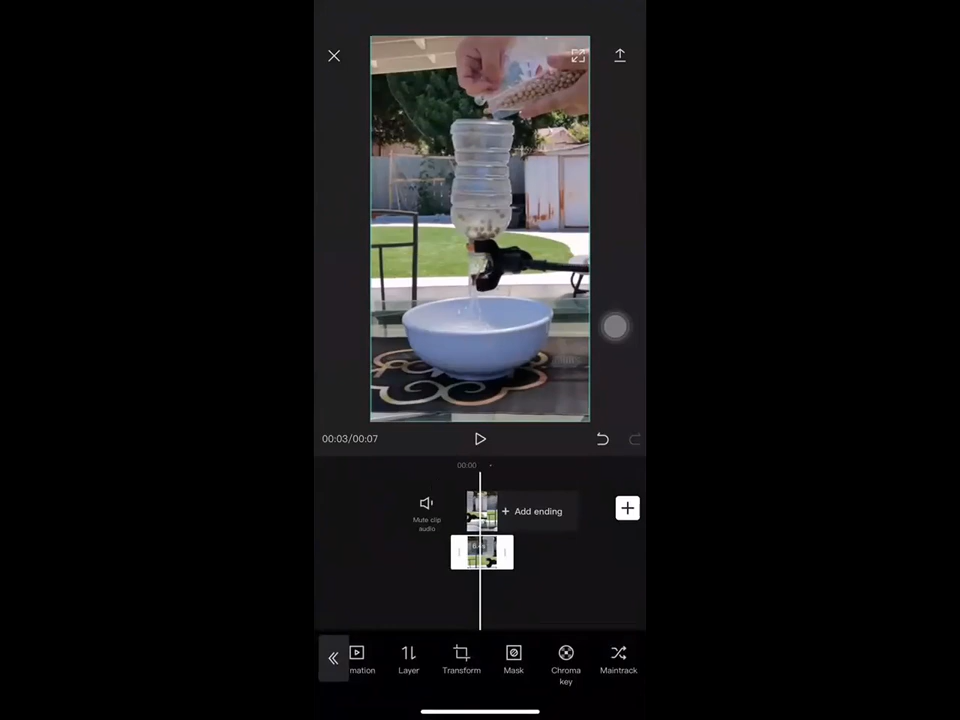 00:03/00:07
00:00
Mute clip
audio
+ Add ending
mation
Layer
Transform
Mask
Chroma
key
Maintrack